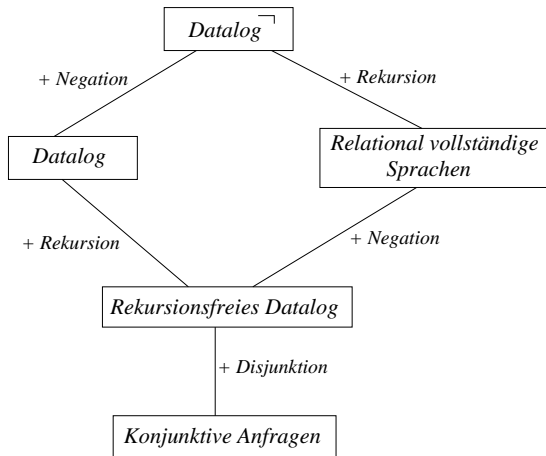 Datalog¬
+ Negation
+ Rekursion
Datalog
Relational vollständige
Sprachen
+ Rekursion
+ Negation
Rekursionsfreies Datalog
+ Disjunktion
Konjunktive Anfragen